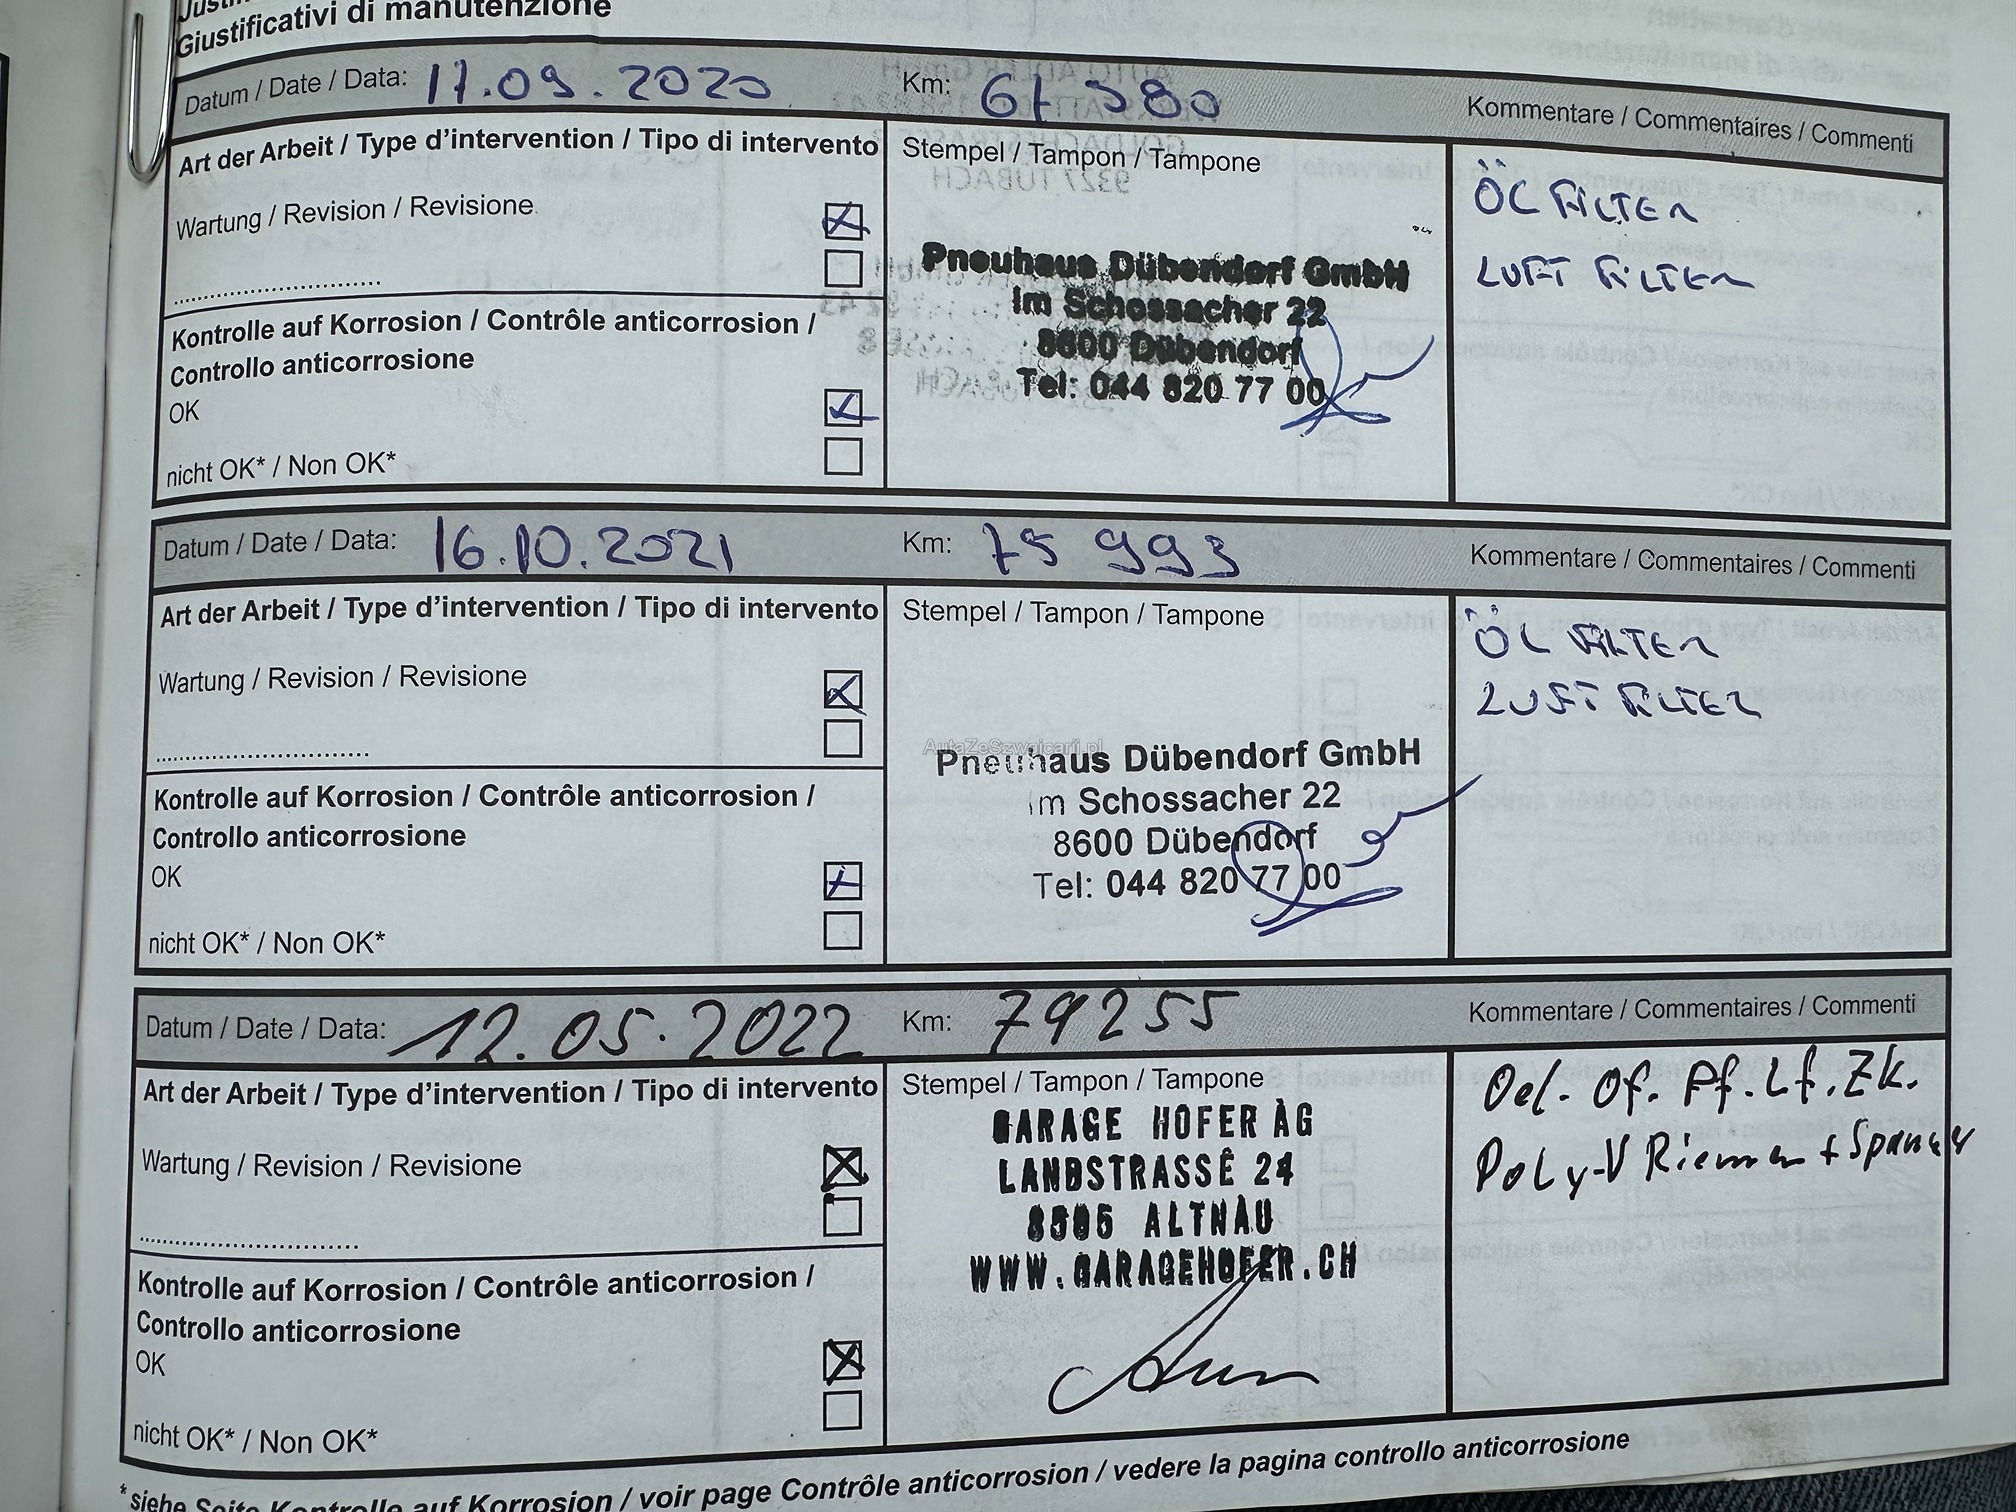 Giustificativi di manutenzione
Datum / Date / Data: 17.09.2020 Km: 67 980 Kommentare / Commentaires / Commenti
Art der Arbeit / Type d'intervention / Tipo di intervento
Stempel / Tampon / Tampone
ÖL FILTER
Wartung / Revision / Revisione
LUFT FILTER
Pneuhaus Dübendorf GmbH
Im Schossacher 22
8600 Dübendorf
Tel: 044 820 77 00
Kontrolle auf Korrosion / Contrôle anticorrosion /
Controllo anticorrosione
OK
nicht OK* / Non OK*
Datum / Date / Data: 16.10.2021 Km: 75 993 Kommentare / Commentaires / Commenti
Art der Arbeit / Type d'intervention / Tipo di intervento
Stempel / Tampon / Tampone
ÖL FILTER
Wartung / Revision / Revisione
LUFT FILTER
AutaZeSzwajcarii.pl
Pneuhaus Dübendorf GmbH
im Schossacher 22
8600 Dübendorf
Tel: 044 820 77 00
Kontrolle auf Korrosion / Contrôle anticorrosion /
Controllo anticorrosione
OK
nicht OK* / Non OK*
Datum / Date / Data: 12.05.2022 Km: 79255 Kommentare / Commentaires / Commenti
Art der Arbeit / Type d'intervention / Tipo di intervento
Stempel / Tampon / Tampone
Oel. Of. Pf. Lf. Zk.
Poly-V Riemen + Spanner
Wartung / Revision / Revisione
GARAGE HOFER AG
LANDSTRASSE 24
8595 ALTNAU
WWW.GARAGEHOFER.CH
Kontrolle auf Korrosion / Contrôle anticorrosion /
Controllo anticorrosione
OK
nicht OK* / Non OK*
*siehe Seite Kontrolle auf Korrosion / voir page Contrôle anticorrosion / vedere la pagina controllo anticorrosione